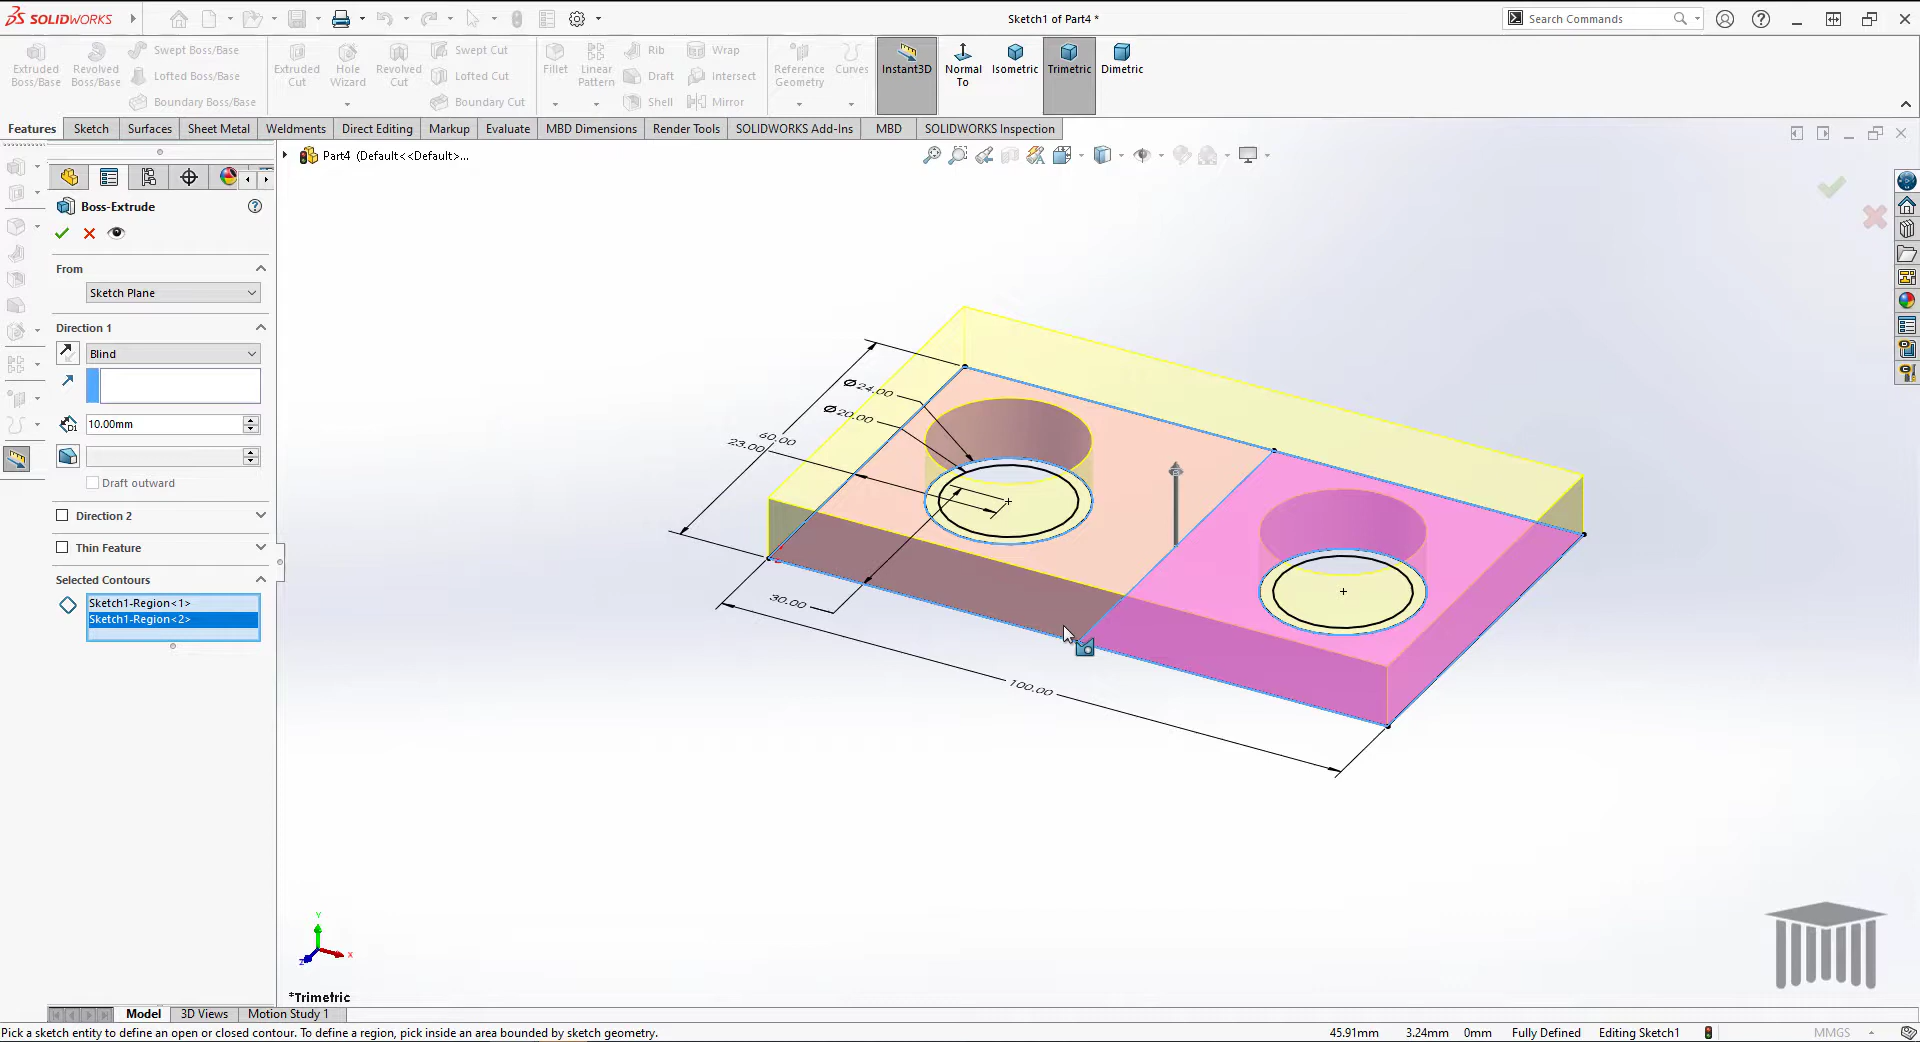 SOLIDWORKS
Sketch1 of Part4 *
Search Commands
Extruded Boss/Base
Revolved Boss/Base
Swept Boss/Base
Lofted Boss/Base
Boundary Boss/Base
Extruded Cut
Hole Wizard
Revolved Cut
Swept Cut
Lofted Cut
Boundary Cut
Fillet
Linear Pattern
Rib
Draft
Shell
Wrap
Intersect
Mirror
Reference Geometry
Curves
Instant3D
Normal To
Isometric
Trimetric
Dimetric
Features
Sketch
Surfaces
Sheet Metal
Weldments
Direct Editing
Markup
Evaluate
MBD Dimensions
Render Tools
SOLIDWORKS Add-Ins
MBD
SOLIDWORKS Inspection
Part4 (Default<<Default>...
Boss-Extrude
From
Sketch Plane
Direction 1
Blind
10.00mm
Draft outward
Direction 2
Thin Feature
Selected Contours
Sketch1-Region<1>
Sketch1-Region<2>
Ø24.00
Ø20.00
60.00
23.00
30.00
100.00
Y
X
Z
*Trimetric
Model
3D Views
Motion Study 1
Pick a sketch entity to define an open or closed contour. To define a region, pick inside an area bounded by sketch geometry.
45.91mm
3.24mm
0mm
Fully Defined
Editing Sketch1
MMGS